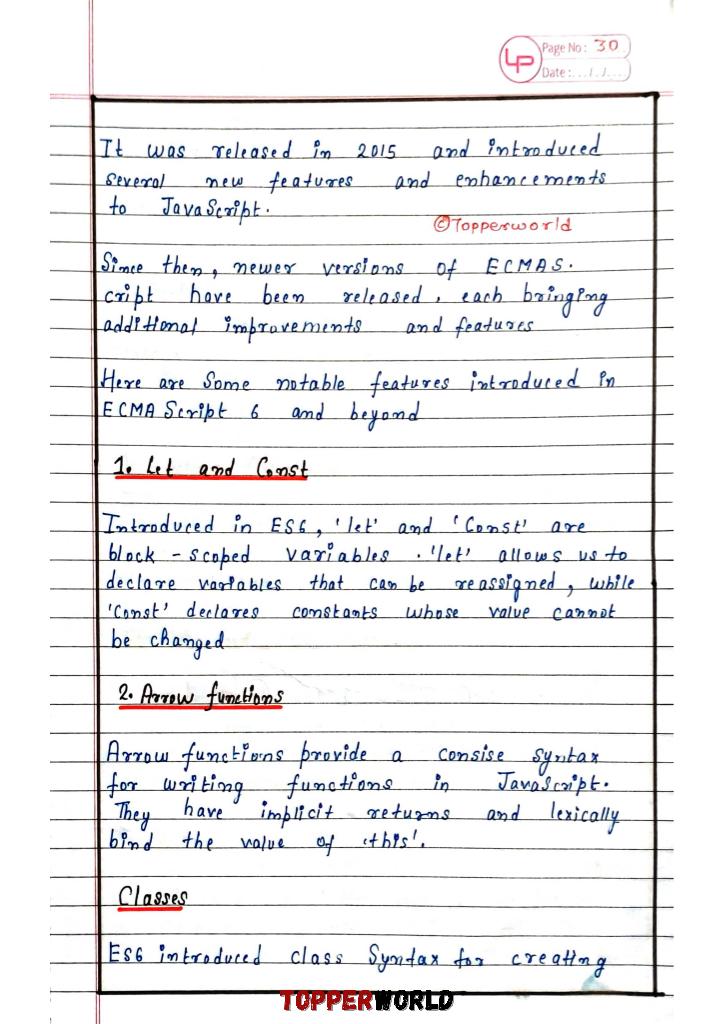 LP
Page No: 30
Date: .../../...
It was released in 2015 and introduced
several new features and enhancements
to JavaScript.
©Topperworld
Since then, newer versions of ECMAS.
cript have been released, each bringing
additional improvements and features
Here are Some notable features introduced in
ECMA Script 6 and beyond
1. Let and Const
Introduced in ES6, 'let' and 'Const' are
block - scoped variables. 'let' allows us to
declare variables that can be reassigned, while
'Const' declares constants whose value cannot
be changed
2. Arrow functions
Arrow functions provide a consise syntax
for writing functions in JavaScript.
They have implicit returns and lexically
bind the value of 'this'.
Classes
ES6 introduced class Syntax for creating
TOPPERWORLD